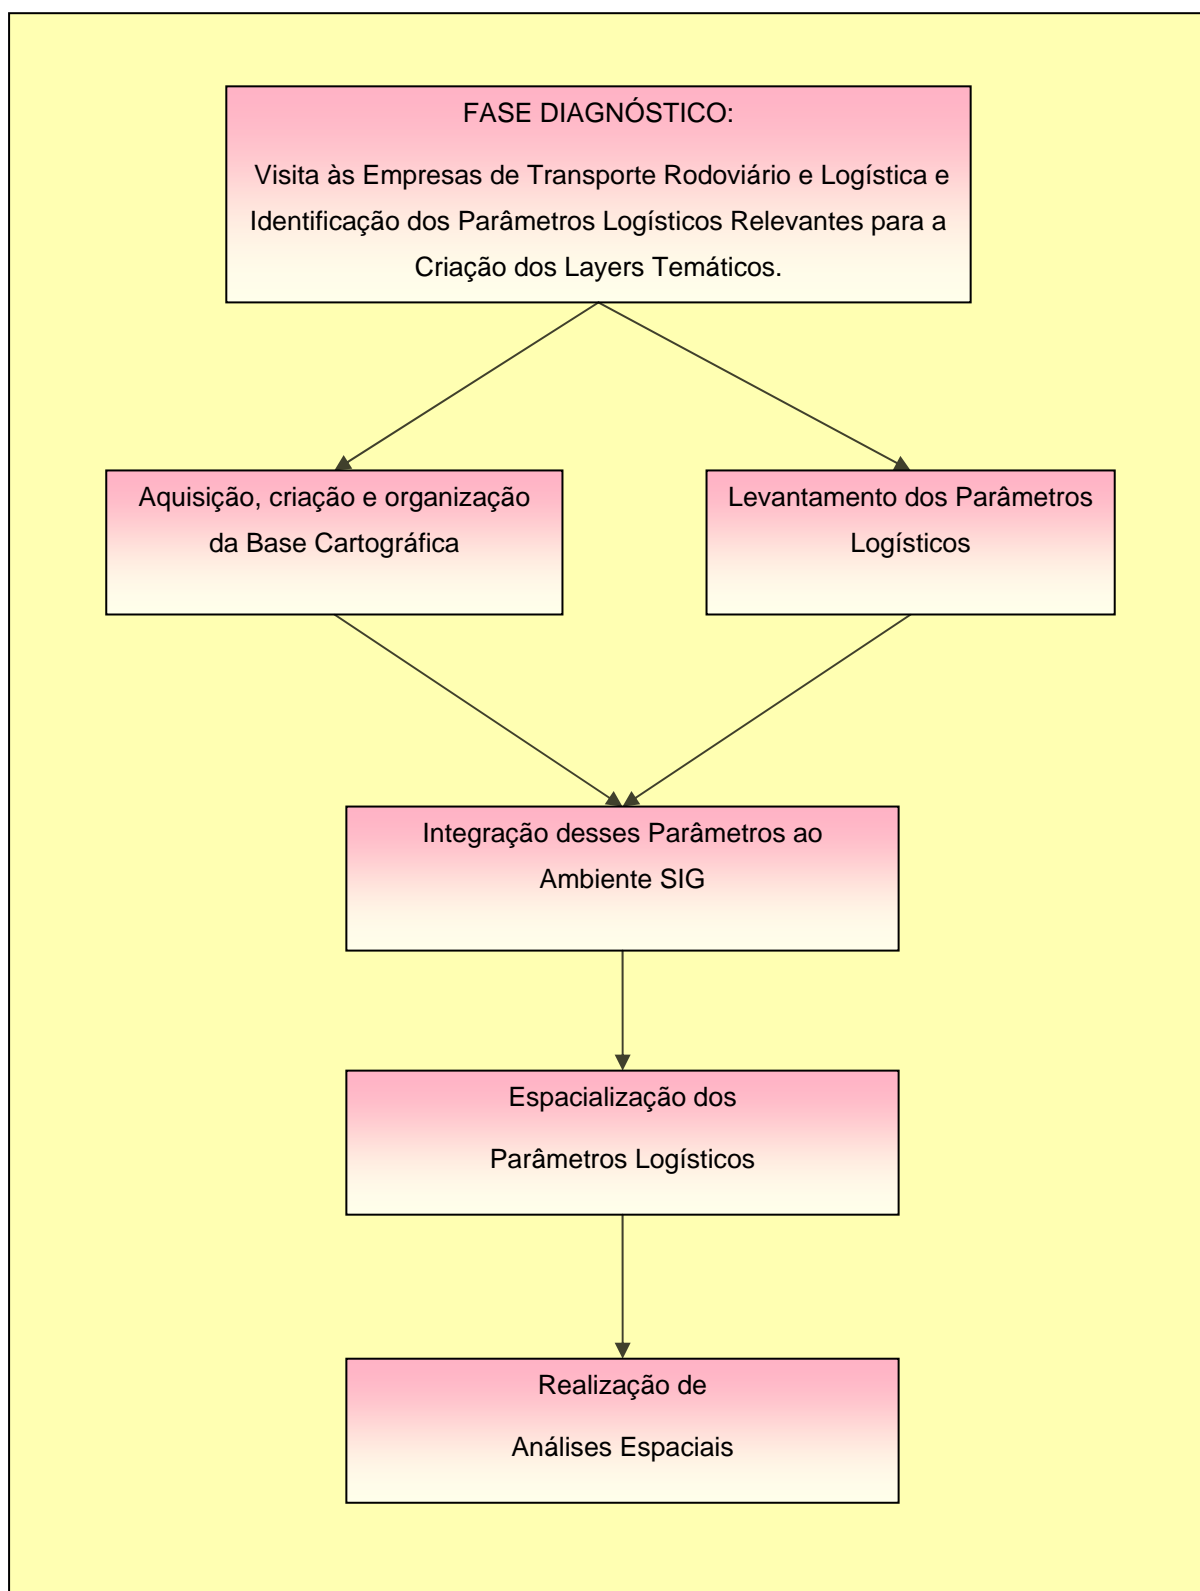 FASE DIAGNÓSTICO:
Visita às Empresas de Transporte Rodoviário e Logística e
Identificação dos Parâmetros Logísticos Relevantes para a
Criação dos Layers Temáticos.
Aquisição, criação e organização
da Base Cartográfica
Levantamento dos Parâmetros
Logísticos
Integração desses Parâmetros ao
Ambiente SIG
Espacialização dos
Parâmetros Logísticos
Realização de
Análises Espaciais